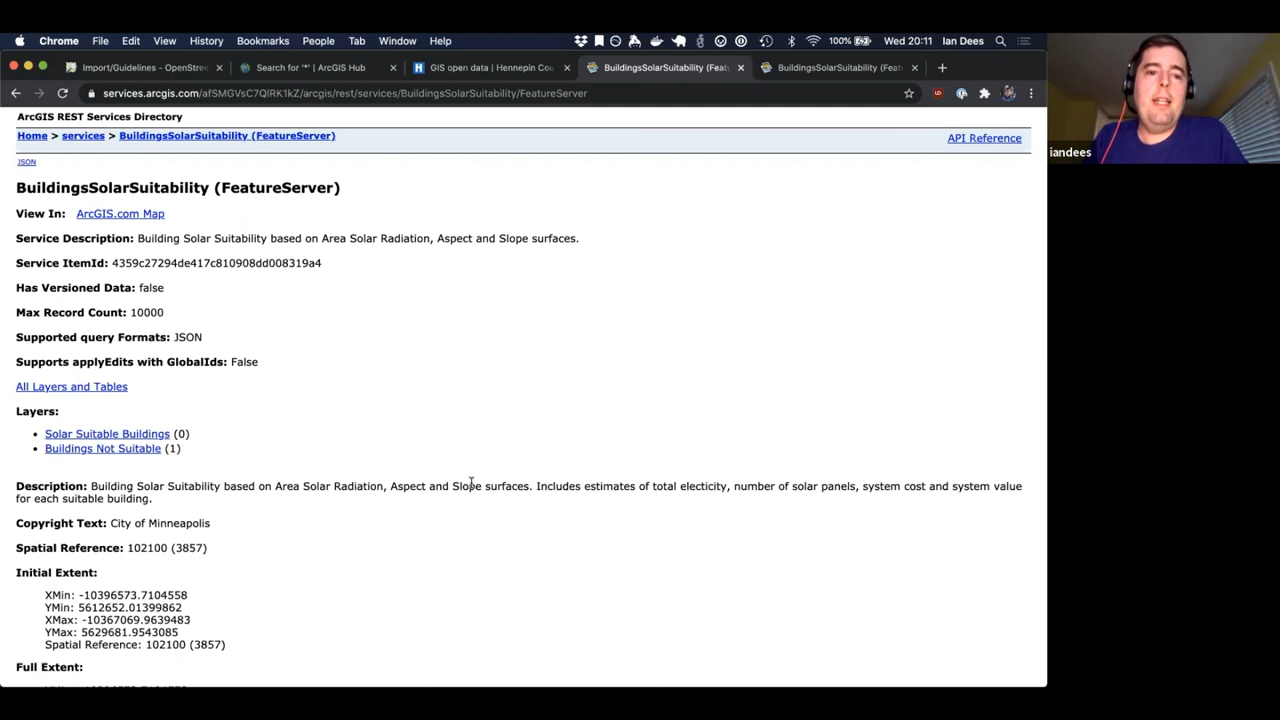 Chrome File Edit View History Bookmarks People Tab Window Help 100% Wed 20:11 Ian Dees
Import/Guidelines - OpenStree
Search for '*' | ArcGIS Hub
GIS open data | Hennepin Cou
BuildingsSolarSuitability (Featu
BuildingsSolarSuitability (Featu
services.arcgis.com/afSMGVsC7QlRK1kZ/arcgis/rest/services/BuildingsSolarSuitability/FeatureServer
ArcGIS REST Services Directory
Home > services > BuildingsSolarSuitability (FeatureServer)
API Reference
JSON
BuildingsSolarSuitability (FeatureServer)
View In: ArcGIS.com Map
Service Description: Building Solar Suitability based on Area Solar Radiation, Aspect and Slope surfaces.
Service ItemId: 4359c27294de417c810908dd008319a4
Has Versioned Data: false
Max Record Count: 10000
Supported query Formats: JSON
Supports applyEdits with GlobalIds: False
All Layers and Tables
Layers:
Solar Suitable Buildings (0)
Buildings Not Suitable (1)
Description: Building Solar Suitability based on Area Solar Radiation, Aspect and Slope surfaces. Includes estimates of total electicity, number of solar panels, system cost and system value
for each suitable building.
Copyright Text: City of Minneapolis
Spatial Reference: 102100 (3857)
Initial Extent:
XMin: -10396573.7104558
YMin: 5612652.01399862
XMax: -10367069.9639483
YMax: 5629681.9543085
Spatial Reference: 102100 (3857)
Full Extent:
iandees